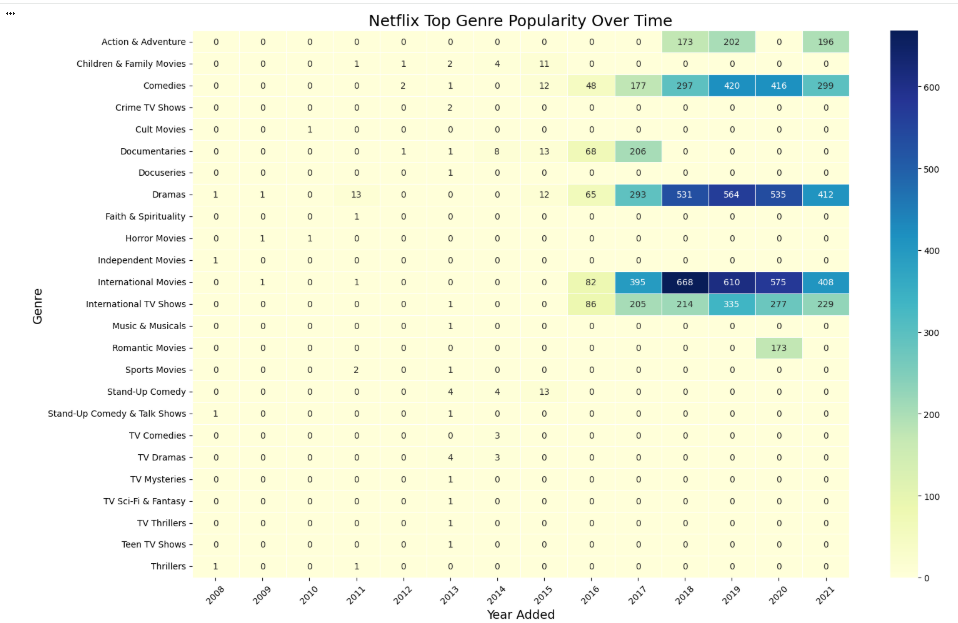 ...
Netflix Top Genre Popularity Over Time
Action & Adventure 0 0 0 0 0 0 0 0 0 0 173 202 0 196
Children & Family Movies 0 0 0 1 1 2 4 11 0 0 0 0 0 0
Comedies 0 0 0 0 2 1 0 12 48 177 297 420 416 299
Crime TV Shows 0 0 0 0 0 2 0 0 0 0 0 0 0 0
Cult Movies 0 0 1 0 0 0 0 0 0 0 0 0 0 0
Documentaries 0 0 0 0 1 1 8 13 68 206 0 0 0 0
Docuseries 0 0 0 0 0 1 0 0 0 0 0 0 0 0
Dramas 1 1 0 13 0 0 0 12 65 293 531 564 535 412
Faith & Spirituality 0 0 0 1 0 0 0 0 0 0 0 0 0 0
Horror Movies 0 1 1 0 0 0 0 0 0 0 0 0 0 0
Independent Movies 1 0 0 0 0 0 0 0 0 0 0 0 0 0
International Movies 0 1 0 1 0 0 0 0 82 395 668 610 575 408
International TV Shows 0 0 0 0 0 1 0 0 86 205 214 335 277 229
Music & Musicals 0 0 0 0 0 1 0 0 0 0 0 0 0 0
Romantic Movies 0 0 0 0 0 0 0 0 0 0 0 0 173 0
Sports Movies 0 0 0 2 0 1 0 0 0 0 0 0 0 0
Stand-Up Comedy 0 0 0 0 0 4 4 13 0 0 0 0 0 0
Stand-Up Comedy & Talk Shows 1 0 0 0 0 1 0 0 0 0 0 0 0 0
TV Comedies 0 0 0 0 0 0 3 0 0 0 0 0 0 0
TV Dramas 0 0 0 0 0 4 3 0 0 0 0 0 0 0
TV Mysteries 0 0 0 0 0 1 0 0 0 0 0 0 0 0
TV Sci-Fi & Fantasy 0 0 0 0 0 1 0 0 0 0 0 0 0 0
TV Thrillers 0 0 0 0 0 1 0 0 0 0 0 0 0 0
Teen TV Shows 0 0 0 0 0 1 0 0 0 0 0 0 0 0
Thrillers 1 0 0 1 0 0 0 0 0 0 0 0 0 0
2008 2009 2010 2011 2012 2013 2014 2015 2016 2017 2018 2019 2020 2021
Year Added
Genre
600
500
400
300
200
100
0